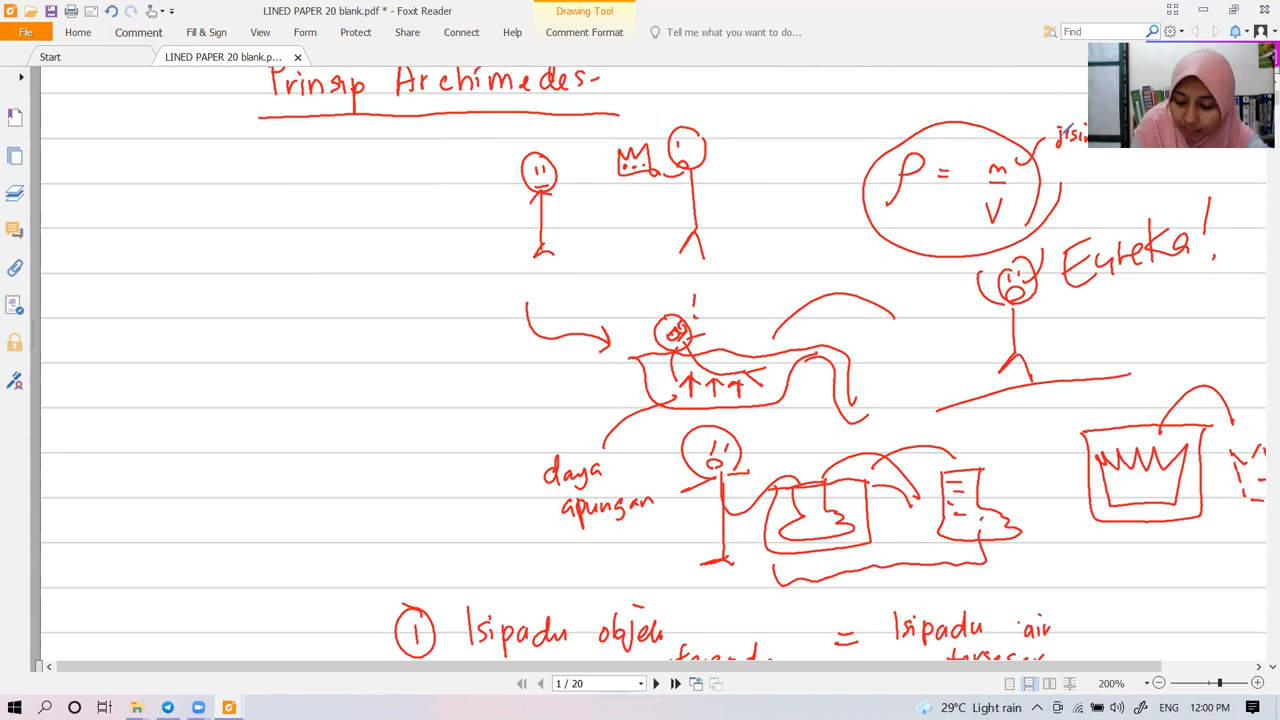 LINED PAPER 20 blank.pdf * - Foxit Reader
Drawing Tool
File Home Comment Fill & Sign View Form Protect Share Connect Help Comment Format Tell me what you want to do... Find
Start LINED PAPER 20 blank.p...
Prinsip Archimedes
ρ = m
V
jisi
Eureka!
daya
apungan
1 Isipadu objek = Isipadu air
1 / 20
200%
29°C Light rain ENG 12:00 PM